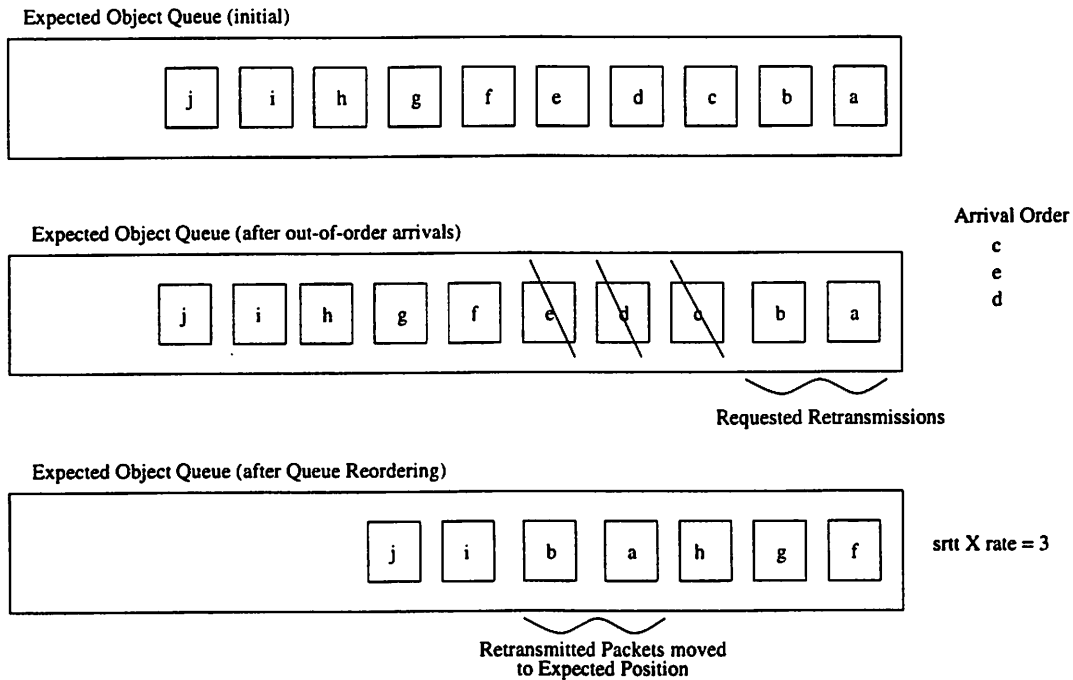 Expected Object Queue (initial)
j i h g f e d c b a
Expected Object Queue (after out-of-order arrivals)
j i h g f e d c b a
Requested Retransmissions
Arrival Order
c
e
d
Expected Object Queue (after Queue Reordering)
j i b a h g f
srtt X rate = 3
Retransmitted Packets moved
to Expected Position